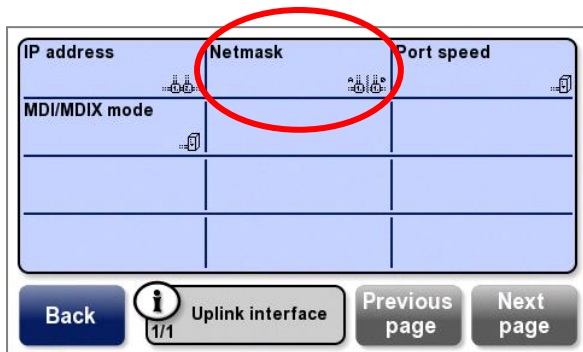 IP address Netmask Port speed
MDI/MDIX mode
Back
i
1/1
Uplink interface
Previous
page
Next
page